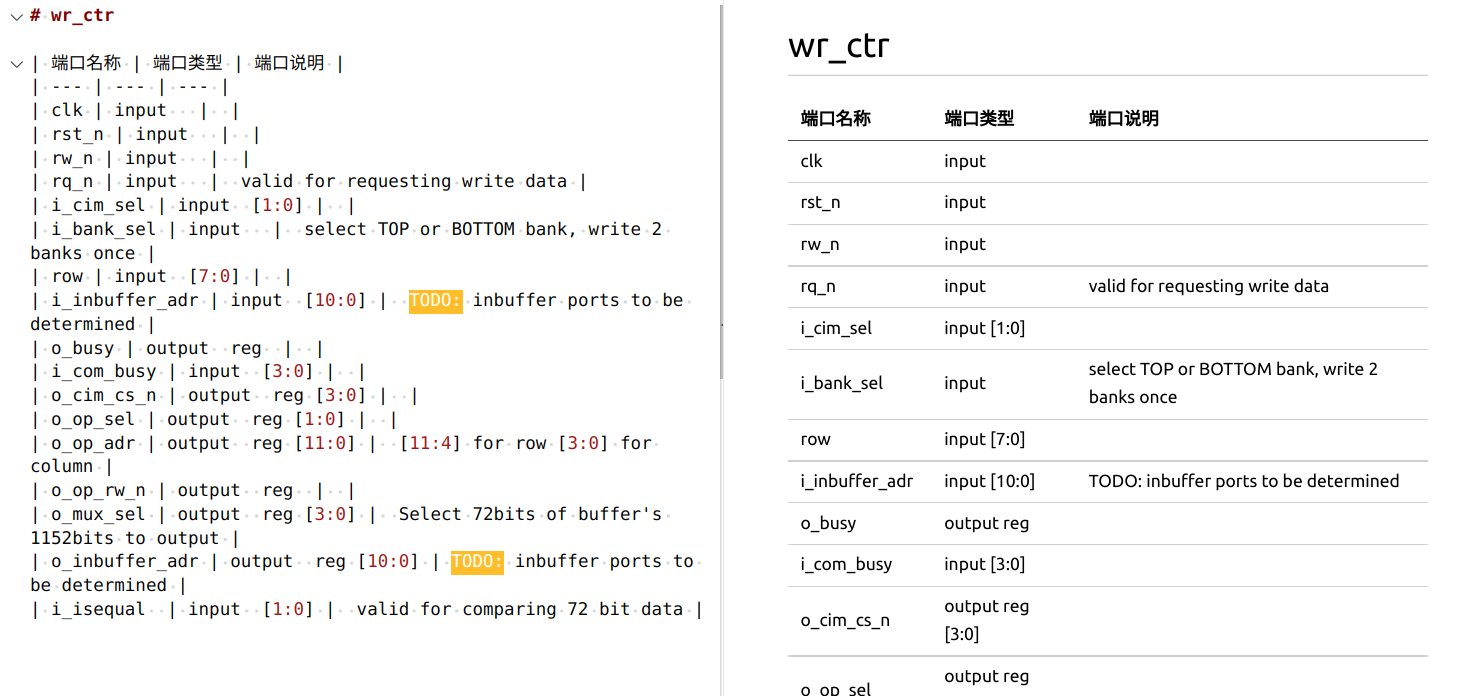 # wr_ctr
| 端口名称 | 端口类型 | 端口说明 |
| --- | --- | --- |
| clk | input   |  |
| rst_n | input   |  |
| rw_n | input   |  |
| rq_n | input   |  valid for requesting write data |
| i_cim_sel | input  [1:0] |  |
| i_bank_sel | input   |  select TOP or BOTTOM bank, write 2
banks once |
| row | input  [7:0] |  |
| i_inbuffer_adr | input  [10:0] |  TODO: inbuffer ports to be
determined |
| o_busy | output  reg  |  |
| i_com_busy | input  [3:0] |  |
| o_cim_cs_n | output  reg [3:0] |  |
| o_op_sel | output  reg [1:0] |  |
| o_op_adr | output  reg [11:0] |  [11:4] for row [3:0] for
column |
| o_op_rw_n | output  reg  |  |
| o_mux_sel | output  reg [3:0] |  Select 72bits of buffer's
1152bits to output |
| o_inbuffer_adr | output  reg [10:0] | TODO: inbuffer ports to
be determined |
| i_isequal  | input  [1:0] |  valid for comparing 72 bit data |
wr_ctr
端口名称 端口类型 端口说明
clk input
rst_n input
rw_n input
rq_n input valid for requesting write data
i_cim_sel input [1:0]
i_bank_sel input select TOP or BOTTOM bank, write 2
banks once
row input [7:0]
i_inbuffer_adr input [10:0] TODO: inbuffer ports to be determined
o_busy output reg
i_com_busy input [3:0]
o_cim_cs_n output reg
[3:0]
o_op_sel output reg